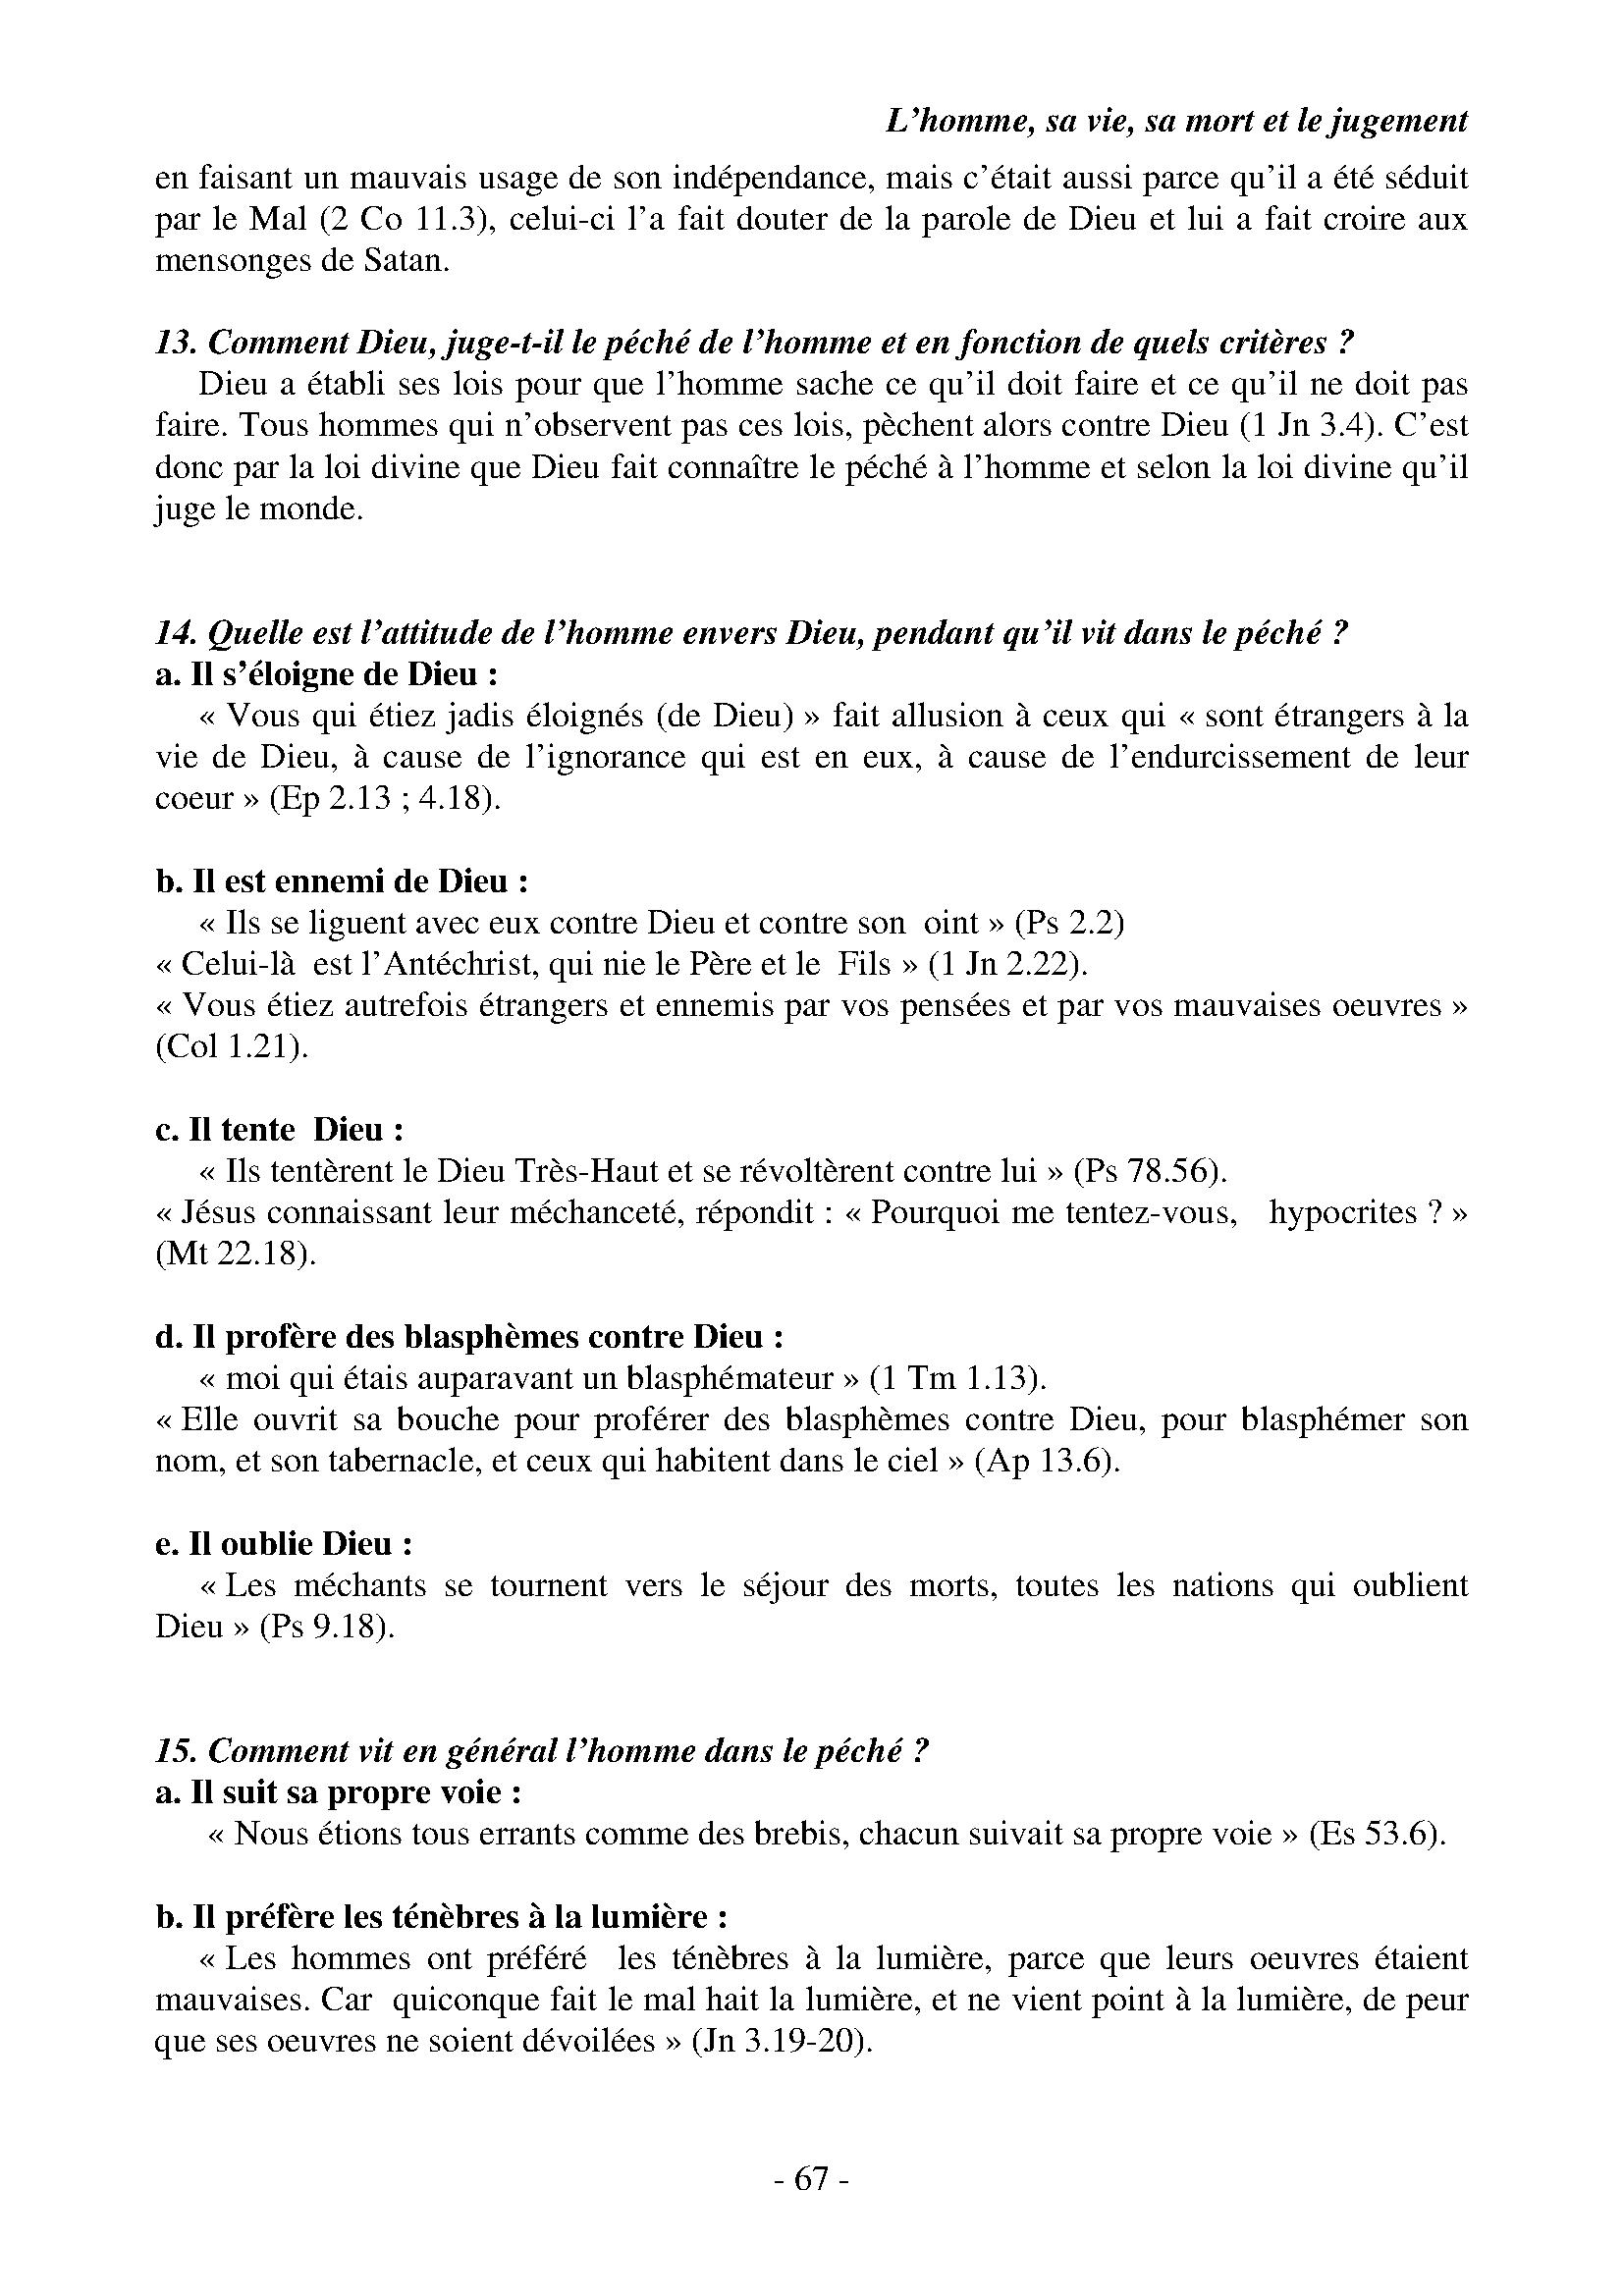 L’homme, sa vie, sa mort et le jugement
en faisant un mauvais usage de son indépendance, mais c’était aussi parce qu’il a été séduit
par le Mal (2 Co 11.3), celui-ci l’a fait douter de la parole de Dieu et lui a fait croire aux
mensonges de Satan.
13. Comment Dieu, juge-t-il le péché de l’homme et en fonction de quels critères ?
Dieu a établi ses lois pour que l’homme sache ce qu’il doit faire et ce qu’il ne doit pas
faire. Tous hommes qui n’observent pas ces lois, pèchent alors contre Dieu (1 Jn 3.4). C’est
donc par la loi divine que Dieu fait connaître le péché à l’homme et selon la loi divine qu’il
juge le monde.
14. Quelle est l’attitude de l’homme envers Dieu, pendant qu’il vit dans le péché ?
a. Il s’éloigne de Dieu :
« Vous qui étiez jadis éloignés (de Dieu) » fait allusion à ceux qui « sont étrangers à la
vie de Dieu, à cause de l’ignorance qui est en eux, à cause de l’endurcissement de leur
coeur » (Ep 2.13 ; 4.18).
b. Il est ennemi de Dieu :
« Ils se liguent avec eux contre Dieu et contre son oint » (Ps 2.2)
« Celui-là est l’Antéchrist, qui nie le Père et le Fils » (1 Jn 2.22).
« Vous étiez autrefois étrangers et ennemis par vos pensées et par vos mauvaises oeuvres »
(Col 1.21).
c. Il tente Dieu :
« Ils tentèrent le Dieu Très-Haut et se révoltèrent contre lui » (Ps 78.56).
« Jésus connaissant leur méchanceté, répondit : « Pourquoi me tentez-vous, hypocrites ? »
(Mt 22.18).
d. Il profère des blasphèmes contre Dieu :
« moi qui étais auparavant un blasphémateur » (1 Tm 1.13).
« Elle ouvrit sa bouche pour proférer des blasphèmes contre Dieu, pour blasphémer son
nom, et son tabernacle, et ceux qui habitent dans le ciel » (Ap 13.6).
e. Il oublie Dieu :
« Les méchants se tournent vers le séjour des morts, toutes les nations qui oublient
Dieu » (Ps 9.18).
15. Comment vit en général l’homme dans le péché ?
a. Il suit sa propre voie :
« Nous étions tous errants comme des brebis, chacun suivait sa propre voie » (Es 53.6).
b. Il préfère les ténèbres à la lumière :
« Les hommes ont préféré les ténèbres à la lumière, parce que leurs oeuvres étaient
mauvaises. Car quiconque fait le mal hait la lumière, et ne vient point à la lumière, de peur
que ses oeuvres ne soient dévoilées » (Jn 3.19-20).
- 67 -